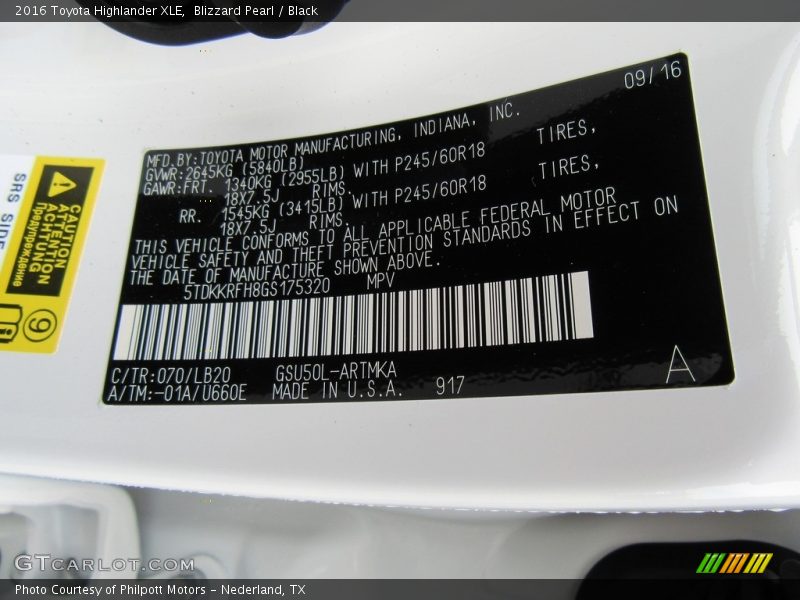 2016 Toyota Highlander XLE, Blizzard Pearl / Black
09/16
MFD.BY:TOYOTA MOTOR MANUFACTURING, INDIANA, INC.
GVWR:2645KG (5840LB)
GAWR:FRT. 1340KG (2955LB) WITH P245/60R18 TIRES,
18X7.5J RIMS.
RR. 1545KG (3415LB) WITH P245/60R18 TIRES,
18X7.5J RIMS.
THIS VEHICLE CONFORMS TO ALL APPLICABLE FEDERAL MOTOR
VEHICLE SAFETY AND THEFT PREVENTION STANDARDS IN EFFECT ON
THE DATE OF MANUFACTURE SHOWN ABOVE.
5TDKKRFH8GS175320 MPV
C/TR:070/LB20 GSU50L-ARTMKA
A/TM:-01A/U660E MADE IN U.S.A. 917
A
SRS SIDE
CAUTION
ATTENTION
ACHTUNG
Предупреждение
9
GTCARLOT.COM
Photo Courtesy of Philpott Motors - Nederland, TX